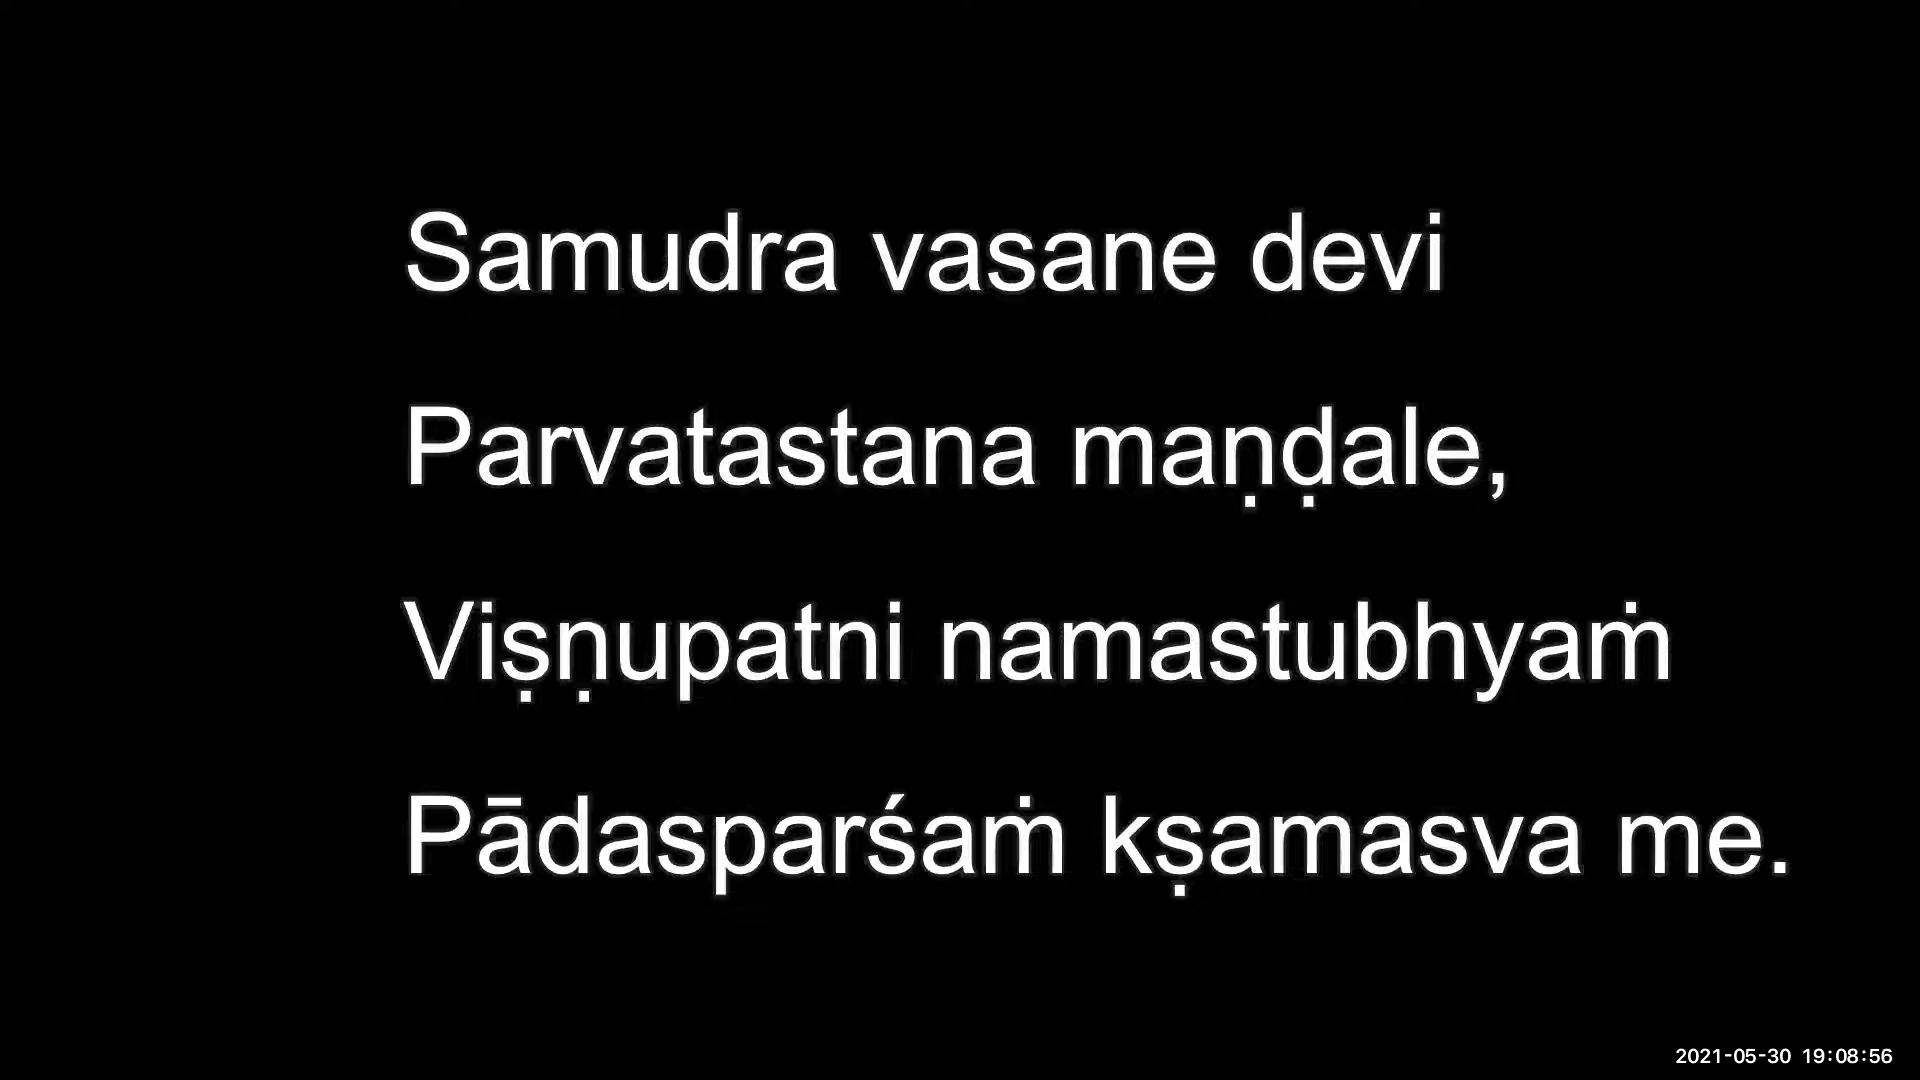 Samudra vasane devi
Parvatastana maṇḍale,
Viṣṇupatni namastubhyaṁ
Pādasparśaṁ kṣamasva me.
2021-05-30 19:08:56